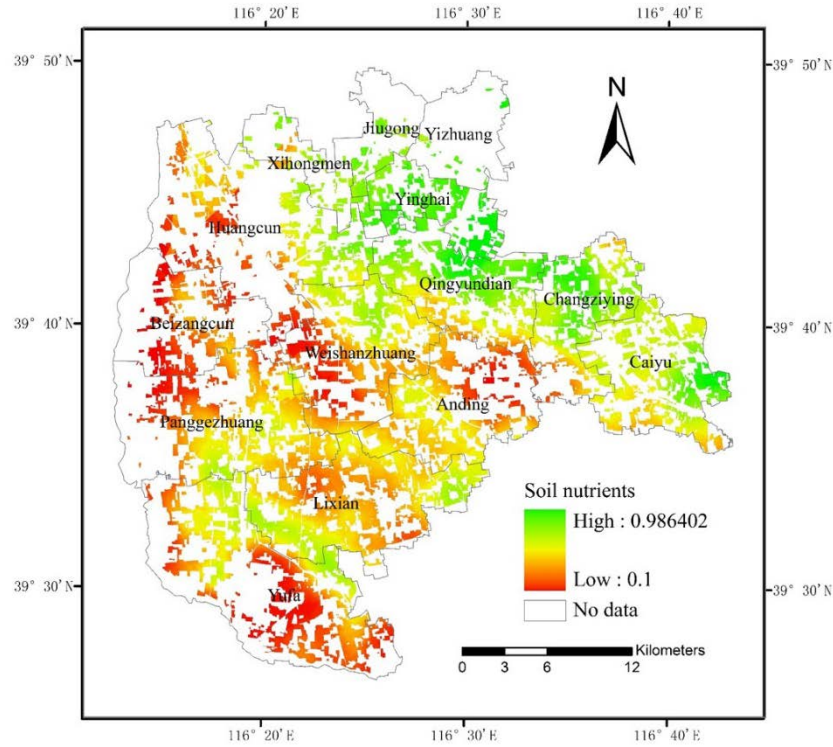 116° 20′E
116° 30′E
116° 40′E
39° 50′N
39° 50′N
N
Jiugong
Yizhuang
Xihongmen
Yinghai
Huangcun
Qingyundian
Changziying
39° 40′N
Beizangcun
39° 40′N
Weishanzhuang
Caiyu
Anding
Panggezhuang
Soil nutrients
Lixian
High : 0.986402
Low : 0.1
39° 30′N
39° 30′N
Yufa
No data
Kilometers
0 3 6 12
116° 20′E
116° 30′E
116° 40′E